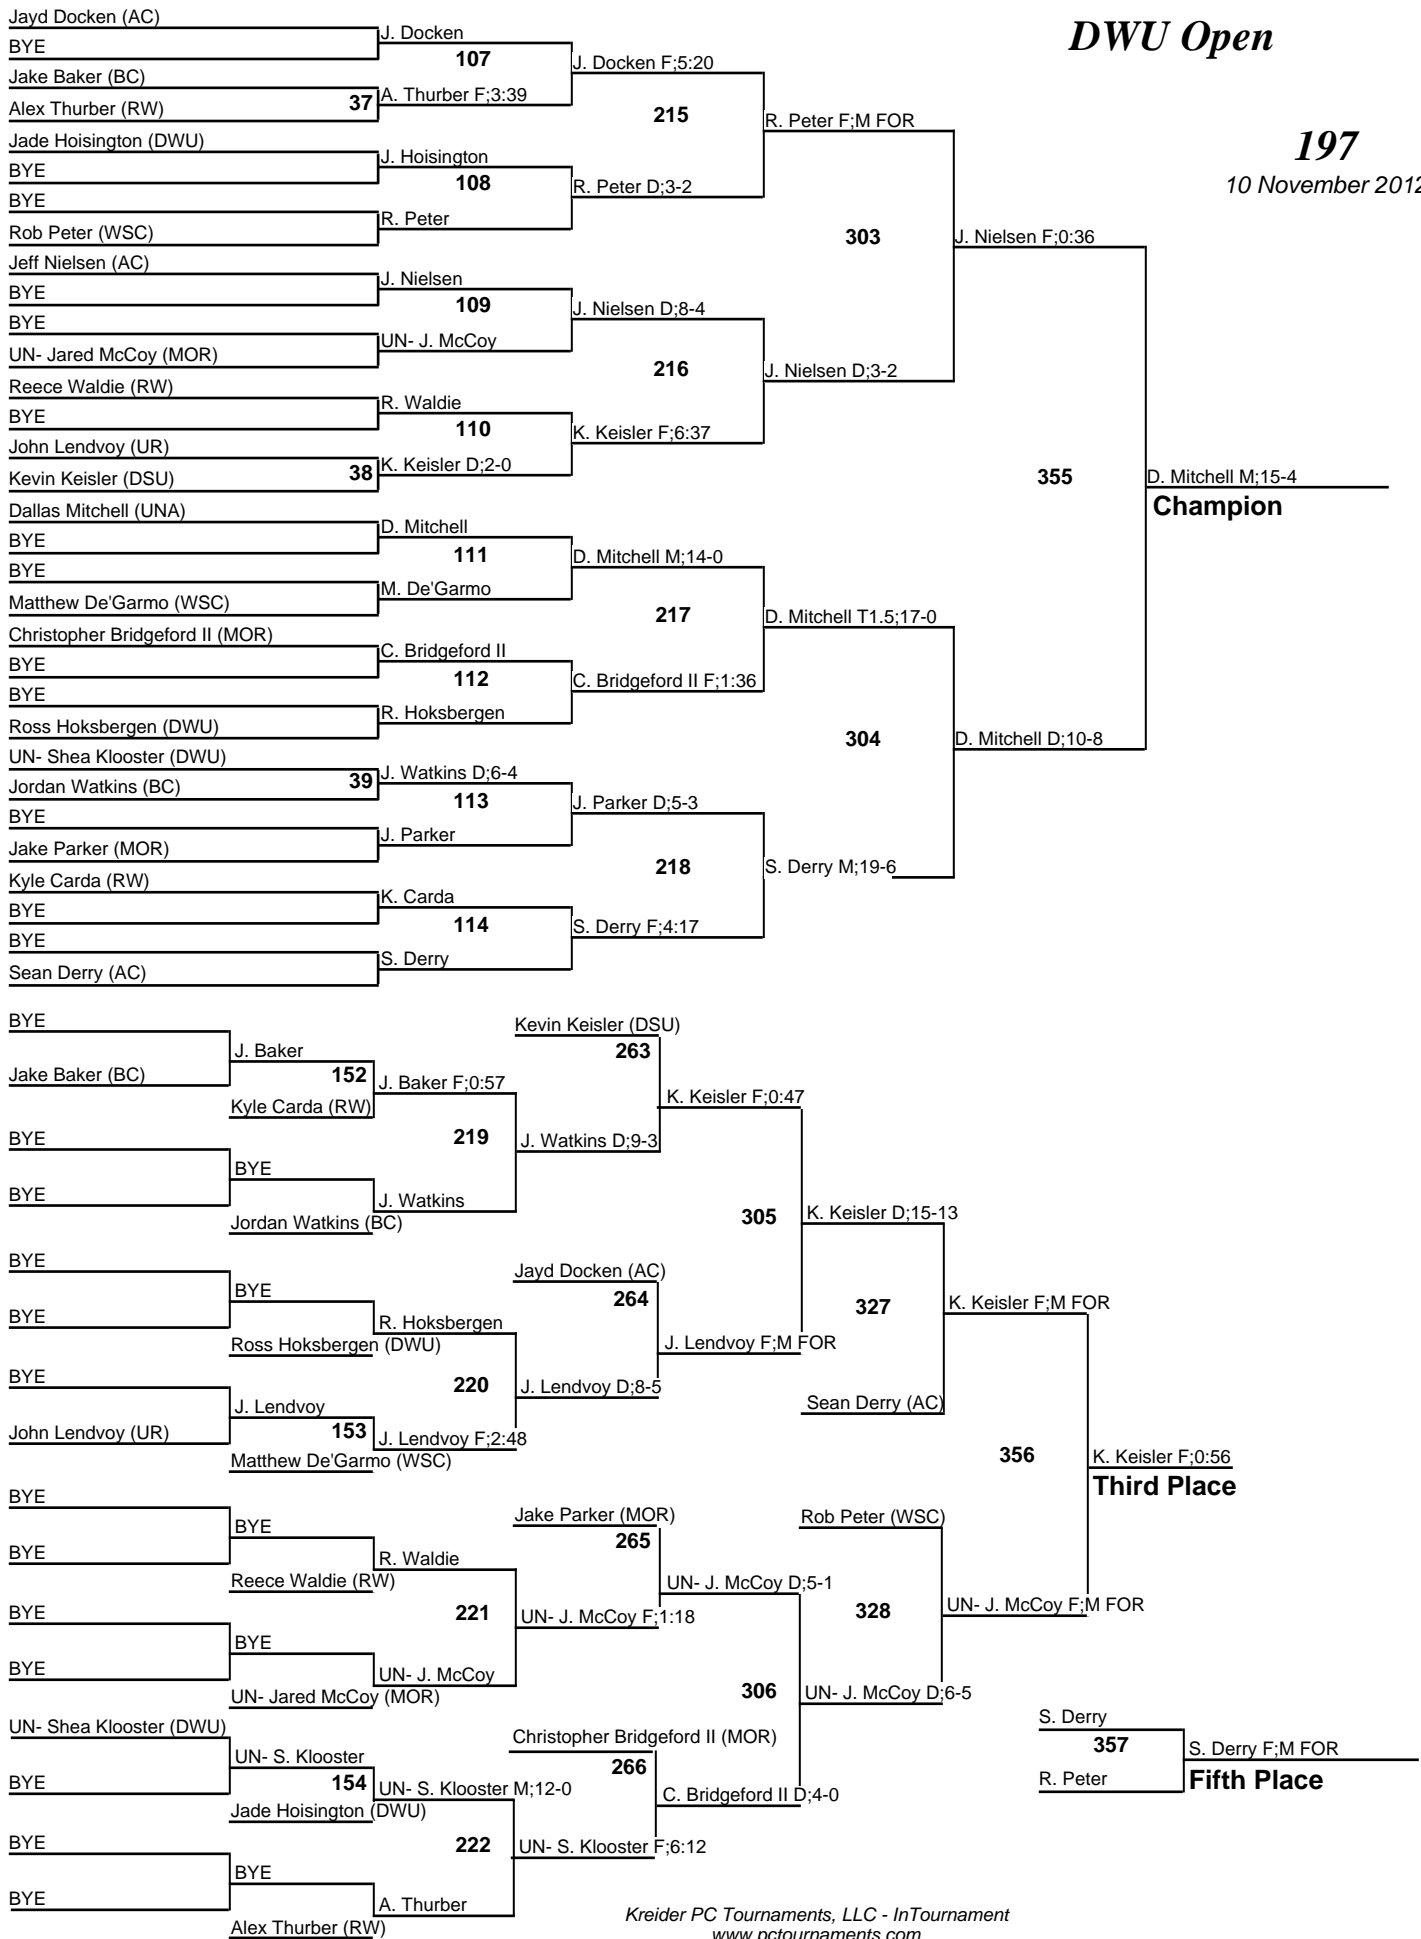 DWU Open
197
10 November 2012
Jayd Docken (AC)
BYE
Jake Baker (BC)
Alex Thurber (RW)
Jade Hoisington (DWU)
BYE
BYE
Rob Peter (WSC)
Jeff Nielsen (AC)
BYE
BYE
UN- Jared McCoy (MOR)
Reece Waldie (RW)
BYE
John Lendvoy (UR)
Kevin Keisler (DSU)
Dallas Mitchell (UNA)
BYE
BYE
Matthew De'Garmo (WSC)
Christopher Bridgeford II (MOR)
BYE
BYE
Ross Hoksbergen (DWU)
UN- Shea Klooster (DWU)
Jordan Watkins (BC)
BYE
Jake Parker (MOR)
Kyle Carda (RW)
BYE
BYE
Sean Derry (AC)
37
38
39
J. Docken
107
A. Thurber F;3:39
J. Hoisington
108
R. Peter
J. Nielsen
109
UN- J. McCoy
R. Waldie
110
K. Keisler D;2-0
D. Mitchell
111
M. De'Garmo
C. Bridgeford II
112
R. Hoksbergen
J. Watkins D;6-4
113
J. Parker
K. Carda
114
S. Derry
J. Docken F;5:20
215
R. Peter D;3-2
J. Nielsen D;8-4
216
K. Keisler F;6:37
D. Mitchell M;14-0
217
C. Bridgeford II F;1:36
J. Parker D;5-3
218
S. Derry F;4:17
R. Peter F;M FOR
303
J. Nielsen D;3-2
D. Mitchell T1.5;17-0
304
S. Derry M;19-6
J. Nielsen F;0:36
355
D. Mitchell D;10-8
D. Mitchell M;15-4
Champion
BYE
Jake Baker (BC)
BYE
BYE
BYE
BYE
BYE
John Lendvoy (UR)
BYE
BYE
BYE
BYE
UN- Shea Klooster (DWU)
BYE
BYE
BYE
J. Baker
152
Kyle Carda (RW)
BYE
Jordan Watkins (BC)
BYE
Ross Hoksbergen (DWU)
J. Lendvoy
153
Matthew De'Garmo (WSC)
BYE
Reece Waldie (RW)
BYE
UN- Jared McCoy (MOR)
UN- S. Klooster
154
Jade Hoisington (DWU)
BYE
Alex Thurber (RW)
J. Baker F;0:57
219
J. Watkins
R. Hoksbergen
220
J. Lendvoy F;2:48
R. Waldie
221
UN- J. McCoy
UN- S. Klooster M;12-0
222
A. Thurber
Kevin Keisler (DSU)
263
J. Watkins D;9-3
Jayd Docken (AC)
264
J. Lendvoy D;8-5
Jake Parker (MOR)
265
UN- J. McCoy F;1:18
Christopher Bridgeford II (MOR)
266
UN- S. Klooster F;6:12
K. Keisler F;0:47
305
J. Lendvoy F;M FOR
UN- J. McCoy D;5-1
306
C. Bridgeford II D;4-0
K. Keisler D;15-13
327
Sean Derry (AC)
Rob Peter (WSC)
328
UN- J. McCoy D;6-5
K. Keisler F;M FOR
356
UN- J. McCoy F;M FOR
K. Keisler F;0:56
Third Place
S. Derry
357
R. Peter
S. Derry F;M FOR
Fifth Place
Kreider PC Tournaments, LLC - InTournament
www.pctournaments.com